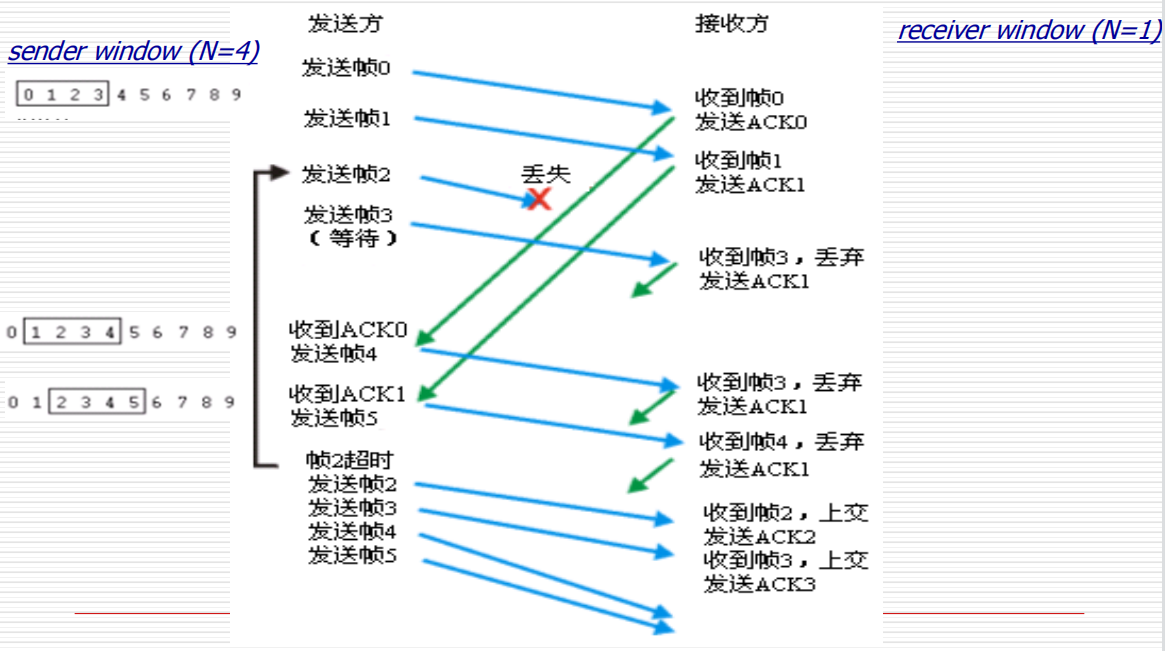 发送方
接收方
sender window (N=4)
receiver window (N=1)
0 1 2 3 4 5 6 7 8 9
发送帧0
收到帧0
发送ACK0
发送帧1
收到帧1
发送ACK1
发送帧2
丢失
发送帧3
(等待)
收到帧3，丢弃
发送ACK1
0 1 2 3 4 5 6 7 8 9
收到ACK0
发送帧4
收到帧3，丢弃
发送ACK1
0 1 2 3 4 5 6 7 8 9
收到ACK1
发送帧5
收到帧4，丢弃
发送ACK1
帧2超时
发送帧2
发送帧3
发送帧4
发送帧5
收到帧2，上交
发送ACK2
收到帧3，上交
发送ACK3